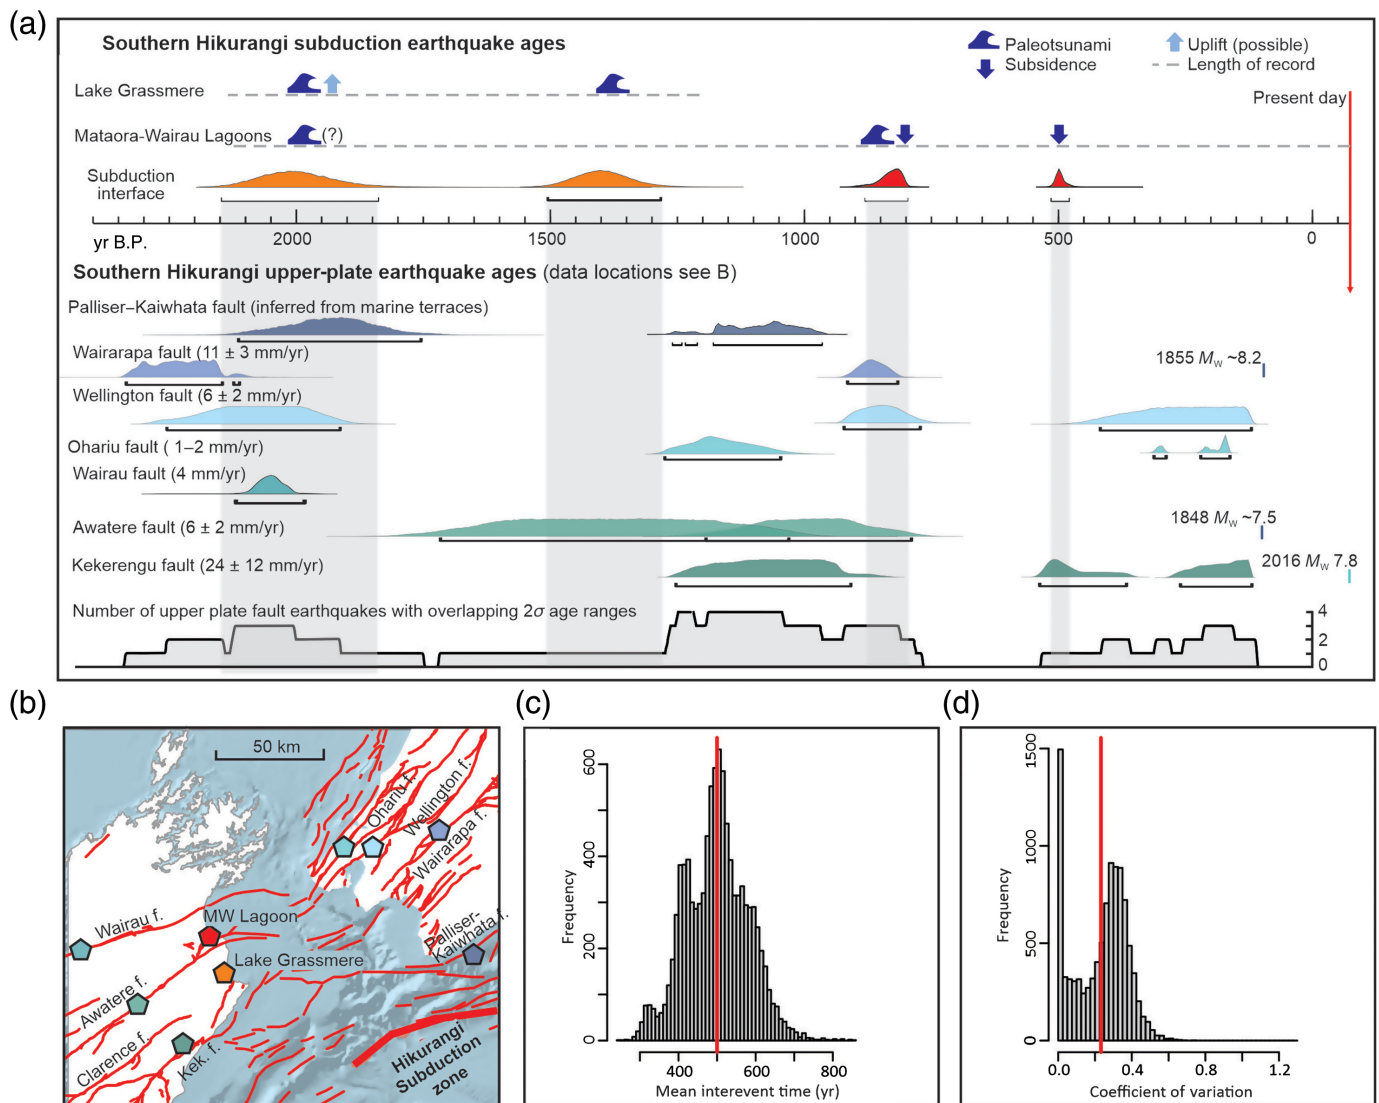 (a)
Southern Hikurangi subduction earthquake ages
Paleotsunami
Subsidence
Uplift (possible)
Length of record
Lake Grassmere
Present day
Mataora-Wairau Lagoons
(?)
Subduction
interface
yr B.P.
2000
1500
1000
500
0
Southern Hikurangi upper-plate earthquake ages (data locations see B)
Palliser–Kaiwhata fault (inferred from marine terraces)
Wairarapa fault (11 ± 3 mm/yr)
1855 MW ~8.2
Wellington fault (6 ± 2 mm/yr)
Ohariu fault ( 1–2 mm/yr)
Wairau fault (4 mm/yr)
Awatere fault (6 ± 2 mm/yr)
1848 MW ~7.5
Kekerengu fault (24 ± 12 mm/yr)
2016 MW 7.8
Number of upper plate fault earthquakes with overlapping 2σ age ranges
4
2
0
(b)
50 km
Ohariu f.
Wellington f.
Wairarapa f.
Wairau f.
MW Lagoon
Palliser-
Kaiwhata f.
Lake Grassmere
Awatere f.
Clarence f.
Kek. f.
Hikurangi
Subduction
zone
(c)
Frequency
600
400
200
0
400
600
800
Mean interevent time (yr)
(d)
Frequency
1500
1000
500
0
0.0
0.4
0.8
1.2
Coefficient of variation